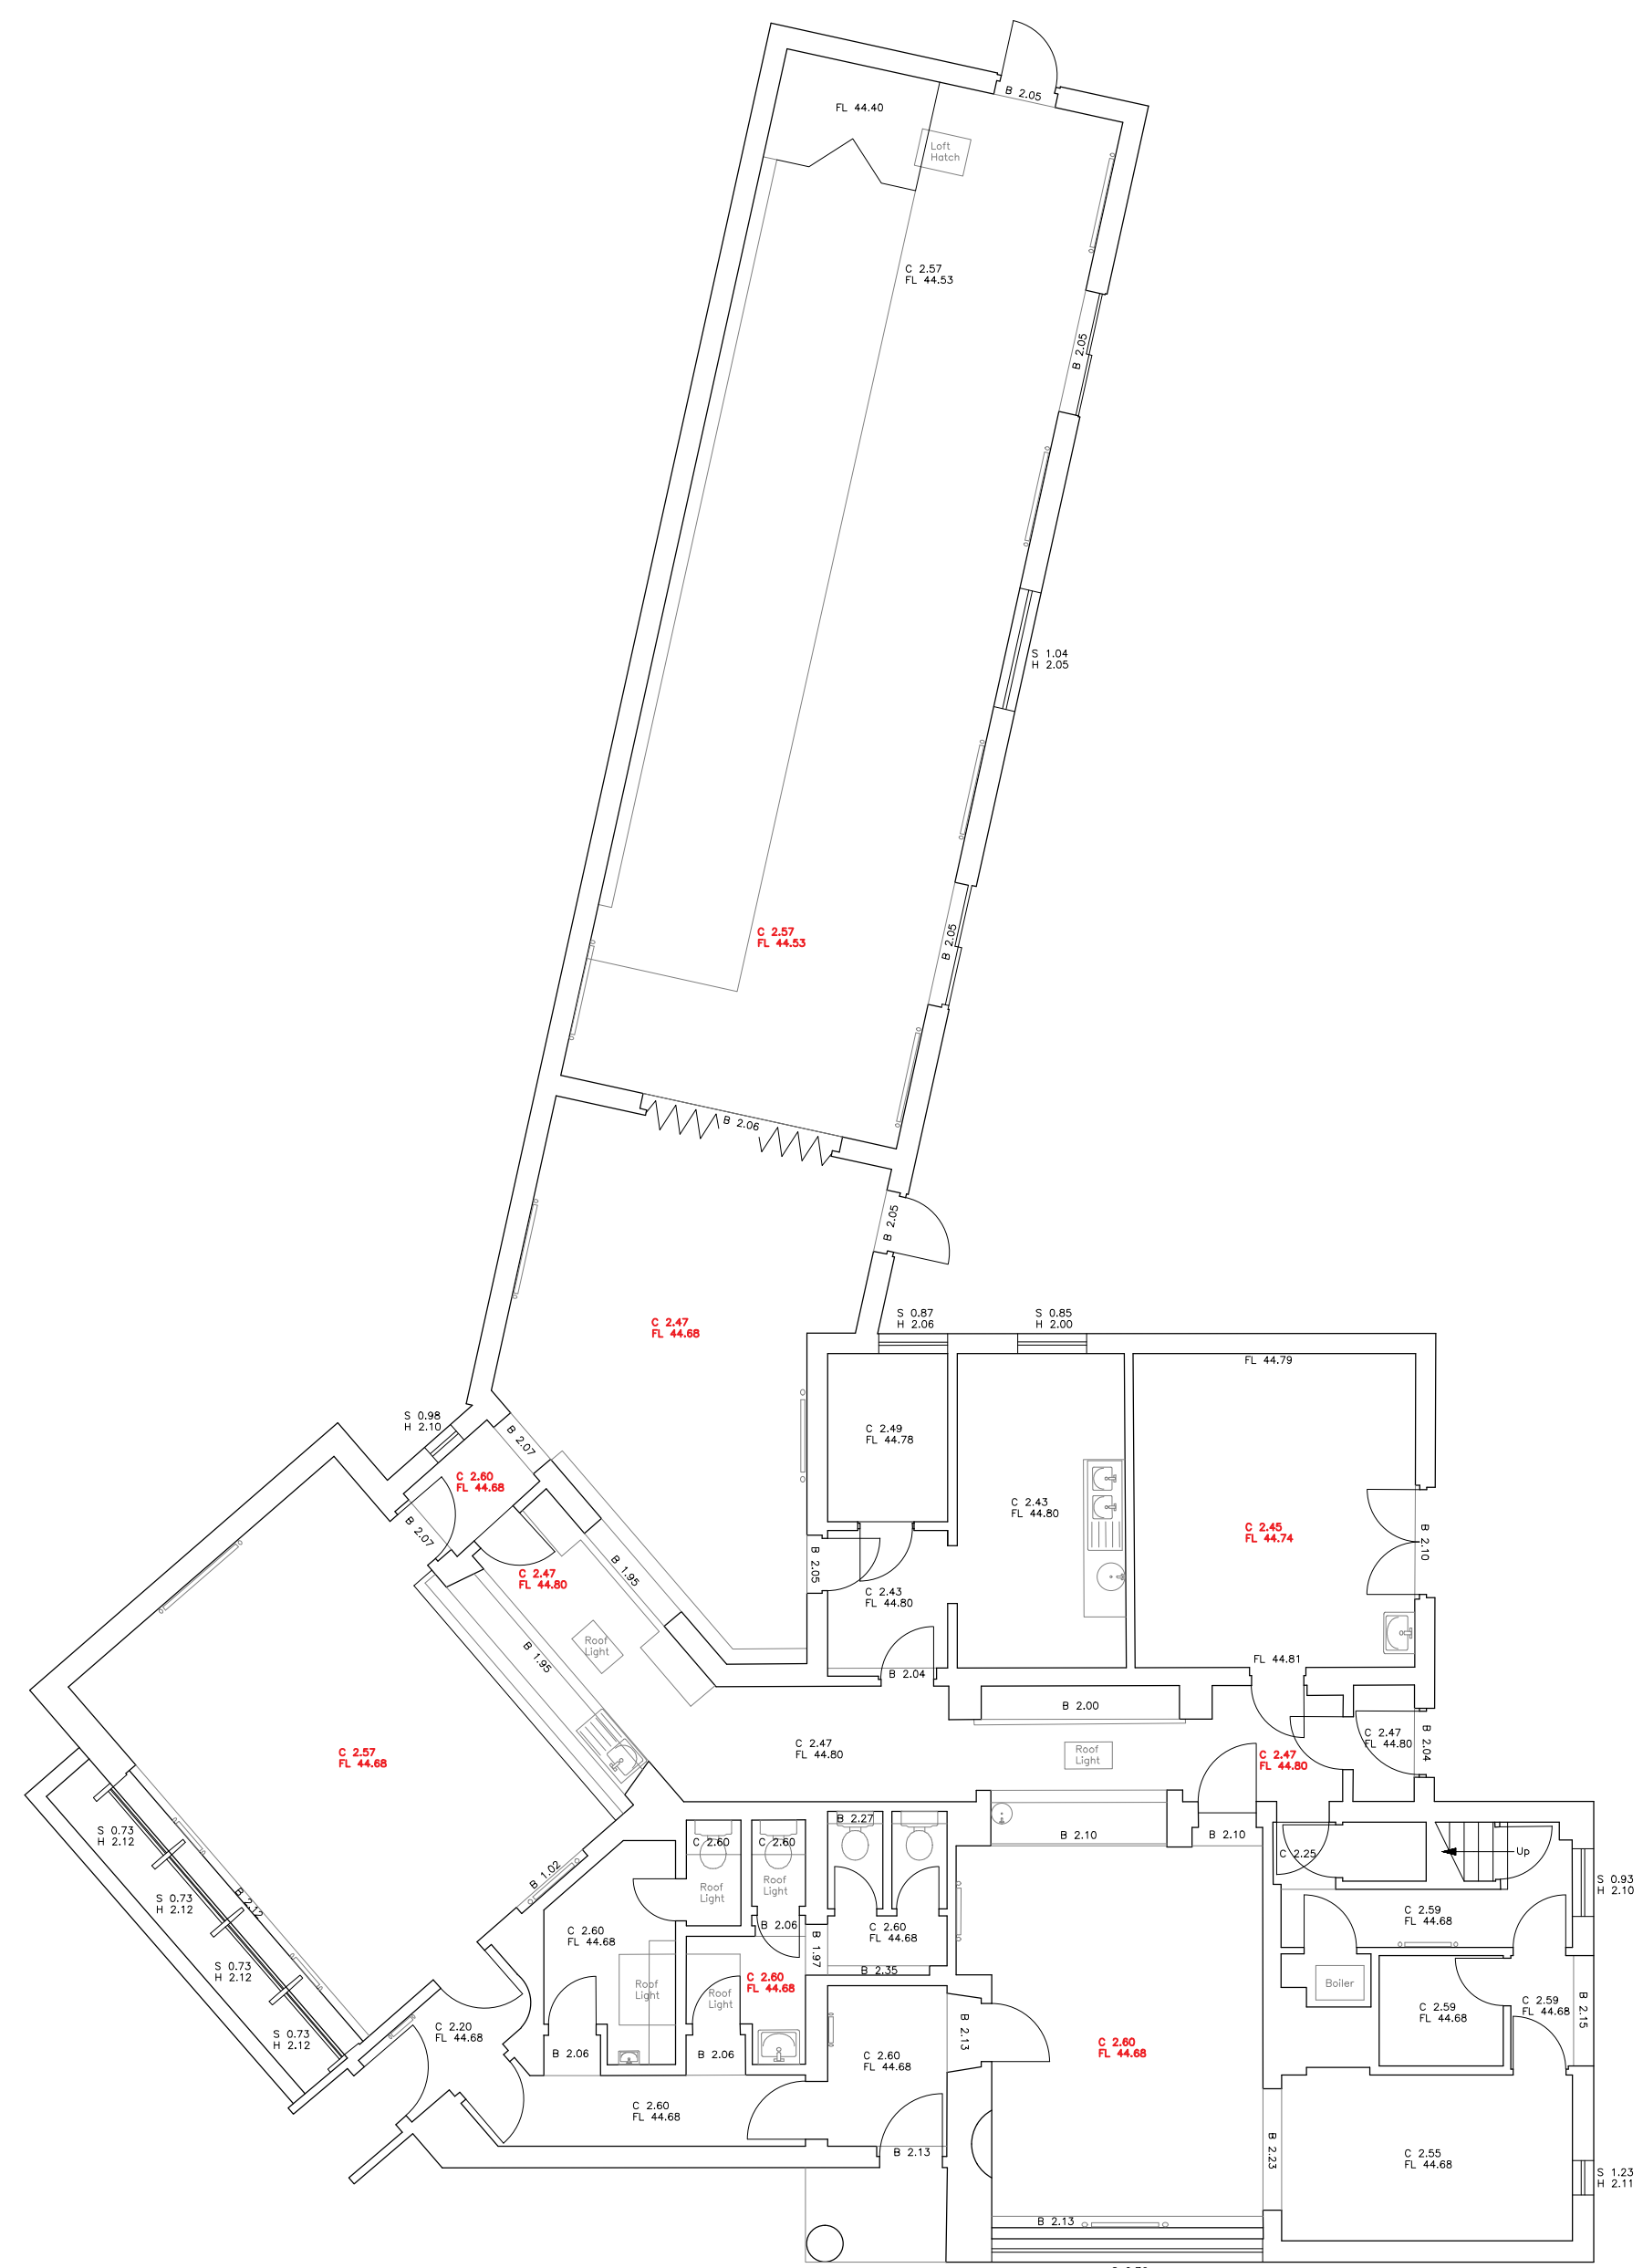 B 2.05
FL 44.40
Loft
Hatch
C 2.57
FL 44.53
B 2.05
S 1.04
H 2.05
C 2.57
FL 44.53
B 2.05
B 2.06
B 2.05
C 2.47
FL 44.68
S 0.87
H 2.06
S 0.85
H 2.00
FL 44.79
S 0.98
H 2.10
B 2.07
C 2.49
FL 44.78
C 2.60
FL 44.68
C 2.43
FL 44.80
B 2.07
C 2.45
FL 44.74
B 2.10
C 2.47
FL 44.80
B 1.95
B 2.05
C 2.43
FL 44.80
Roof
Light
B 1.95
FL 44.81
B 2.04
B 2.00
C 2.57
FL 44.68
C 2.47
FL 44.80
Roof
Light
C 2.47
FL 44.80
C 2.47
FL 44.80
B 2.04
S 0.73
H 2.12
B 2.27
C 2.60
C 2.60
B 2.10
B 2.10
C 2.25
Up
B 1.02
Roof
Light
Roof
Light
S 0.93
H 2.10
S 0.73
H 2.12
B 2.12
C 2.60
FL 44.68
B 2.06
B 1.97
C 2.60
FL 44.68
C 2.59
FL 44.68
S 0.73
H 2.12
B 2.35
Roof
Light
Roof
Light
C 2.60
FL 44.68
Boiler
C 2.59
FL 44.68
C 2.59
FL 44.68
B 2.15
S 0.73
H 2.12
C 2.20
FL 44.68
B 2.13
C 2.60
FL 44.68
B 2.06
B 2.06
C 2.60
FL 44.68
C 2.60
FL 44.68
B 2.13
B 2.23
C 2.55
FL 44.68
S 1.23
H 2.11
B 2.13